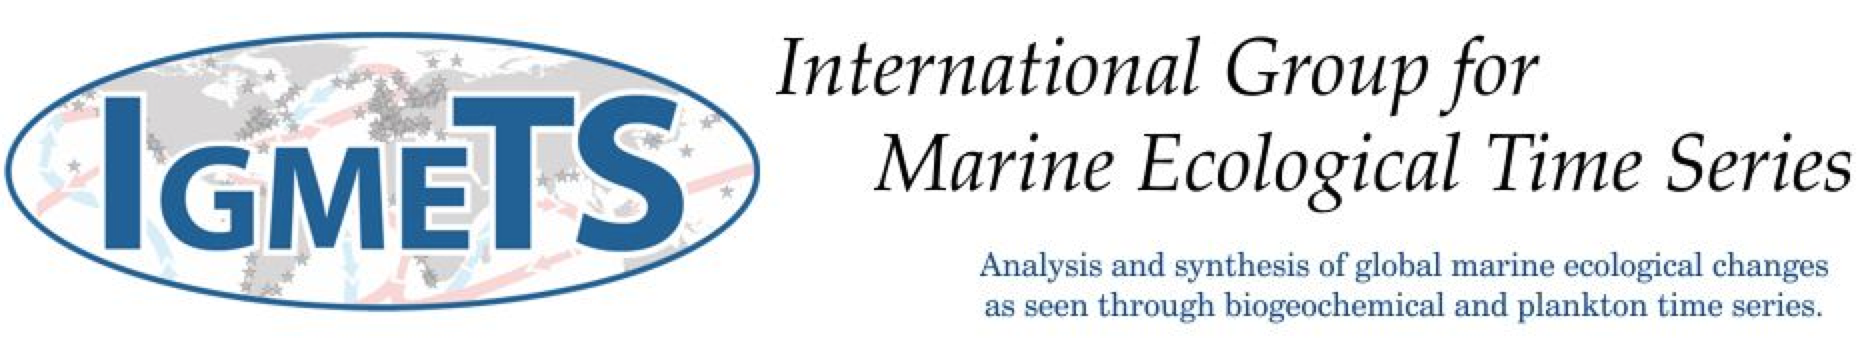 IGMETS
International Group for
Marine Ecological Time Series
Analysis and synthesis of global marine ecological changes
as seen through biogeochemical and plankton time series.